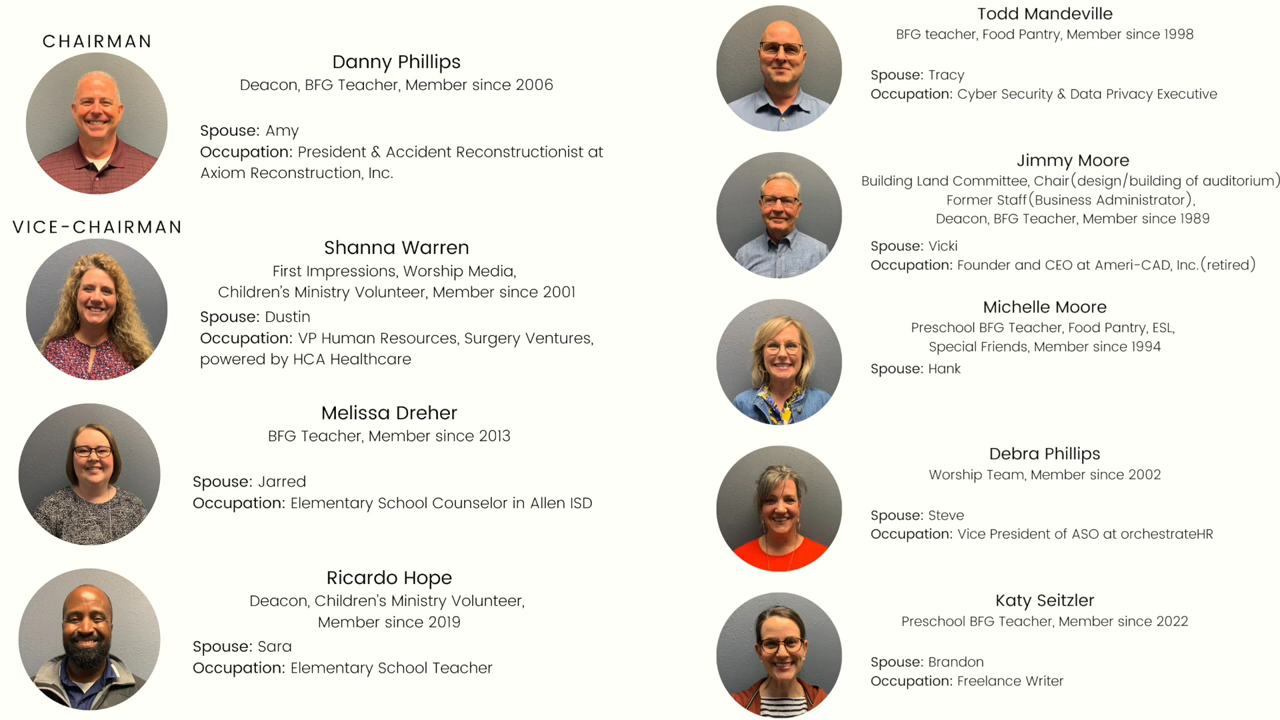 CHAIRMAN
Danny Phillips
Deacon, BFG Teacher, Member since 2006
Spouse: Amy
Occupation: President & Accident Reconstructionist at
Axiom Reconstruction, Inc.
VICE-CHAIRMAN
Shanna Warren
First Impressions, Worship Media,
Children's Ministry Volunteer, Member since 2001
Spouse: Dustin
Occupation: VP Human Resources, Surgery Ventures,
powered by HCA Healthcare
Melissa Dreher
BFG Teacher, Member since 2013
Spouse: Jarred
Occupation: Elementary School Counselor in Allen ISD
Ricardo Hope
Deacon, Children's Ministry Volunteer,
Member since 2019
Spouse: Sara
Occupation: Elementary School Teacher
Todd Mandeville
BFG teacher, Food Pantry, Member since 1998
Spouse: Tracy
Occupation: Cyber Security & Data Privacy Executive
Jimmy Moore
Building Land Committee, Chair(design/building of auditorium)
Former Staff(Business Administrator),
Deacon, BFG Teacher, Member since 1989
Spouse: Vicki
Occupation: Founder and CEO at Ameri-CAD, Inc.(retired)
Michelle Moore
Preschool BFG Teacher, Food Pantry, ESL,
Special Friends, Member since 1994
Spouse: Hank
Debra Phillips
Worship Team, Member since 2002
Spouse: Steve
Occupation: Vice President of ASO at orchestrateHR
Katy Seitzler
Preschool BFG Teacher, Member since 2022
Spouse: Brandon
Occupation: Freelance Writer